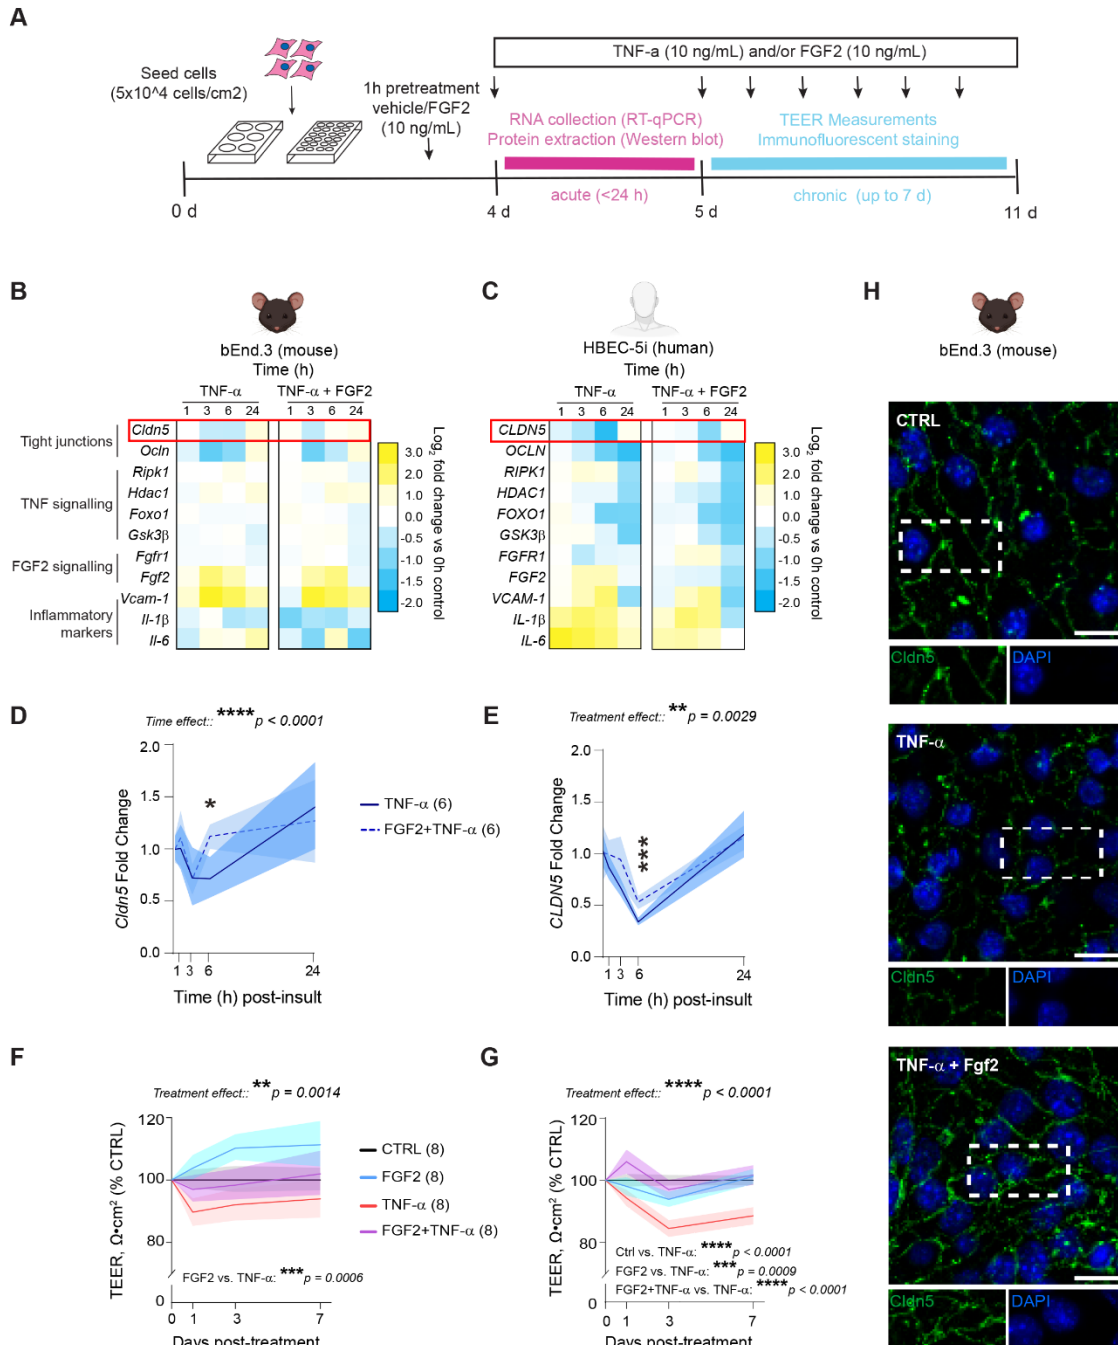 A
TNF-a (10 ng/mL) and/or FGF2 (10 ng/mL)
Seed cells
(5x10^4 cells/cm2)
1h pretreatment
vehicle/FGF2
(10 ng/mL)
RNA collection (RT-qPCR)
Protein extraction (Western blot)
TEER Measurements
Immunofluorescent staining
acute (<24 h)
chronic (up to 7 d)
0 d
4 d
5 d
11 d
B
bEnd.3 (mouse)
Time (h)
TNF-α
TNF-α + FGF2
1 3 6 24
1 3 6 24
Tight junctions
TNF signalling
FGF2 signalling
Inflammatory
markers
Cldn5
Ocln
Ripk1
Hdac1
Foxo1
Gsk3β
Fgfr1
Fgf2
Vcam-1
Il-1β
Il-6
3.0
2.0
1.0
0
-0.5
-1.0
-1.5
-2.0
Log2 fold change vs 0h control
C
HBEC-5i (human)
Time (h)
TNF-α
TNF-α + FGF2
1 3 6 24
1 3 6 24
CLDN5
OCLN
RIPK1
HDAC1
FOXO1
GSK3β
FGFR1
FGF2
VCAM-1
IL-1β
IL-6
3.0
2.0
1.0
0
-0.5
-1.0
-1.5
-2.0
Log2 fold change vs 0h control
H
bEnd.3 (mouse)
CTRL
Cldn5
DAPI
TNF-α
Cldn5
DAPI
TNF-α + Fgf2
Cldn5
DAPI
D
Time effect:: ****p < 0.0001
2.0
1.5
1.0
0.5
0.0
Cldn5 Fold Change
*
1 3 6 24
Time (h) post-insult
TNF-α (6)
FGF2+TNF-α (6)
E
Treatment effect:: **p = 0.0029
2.0
1.5
1.0
0.5
0.0
CLDN5 Fold Change
****
1 3 6 24
Time (h) post-insult
F
Treatment effect:: **p = 0.0014
120
100
80
0
TEER, Ω•cm² (% CTRL)
FGF2 vs. TNF-α: ***p = 0.0006
0 1 3 7
Days post-treatment
CTRL (8)
FGF2 (8)
TNF-α (8)
FGF2+TNF-α (8)
G
Treatment effect:: ****p < 0.0001
120
100
80
0
TEER, Ω•cm² (% CTRL)
Ctrl vs. TNF-α: ****p < 0.0001
FGF2 vs. TNF-α: ***p = 0.0009
FGF2+TNF-α vs. TNF-α: ****p < 0.0001
0 1 3 7
Days post-treatment